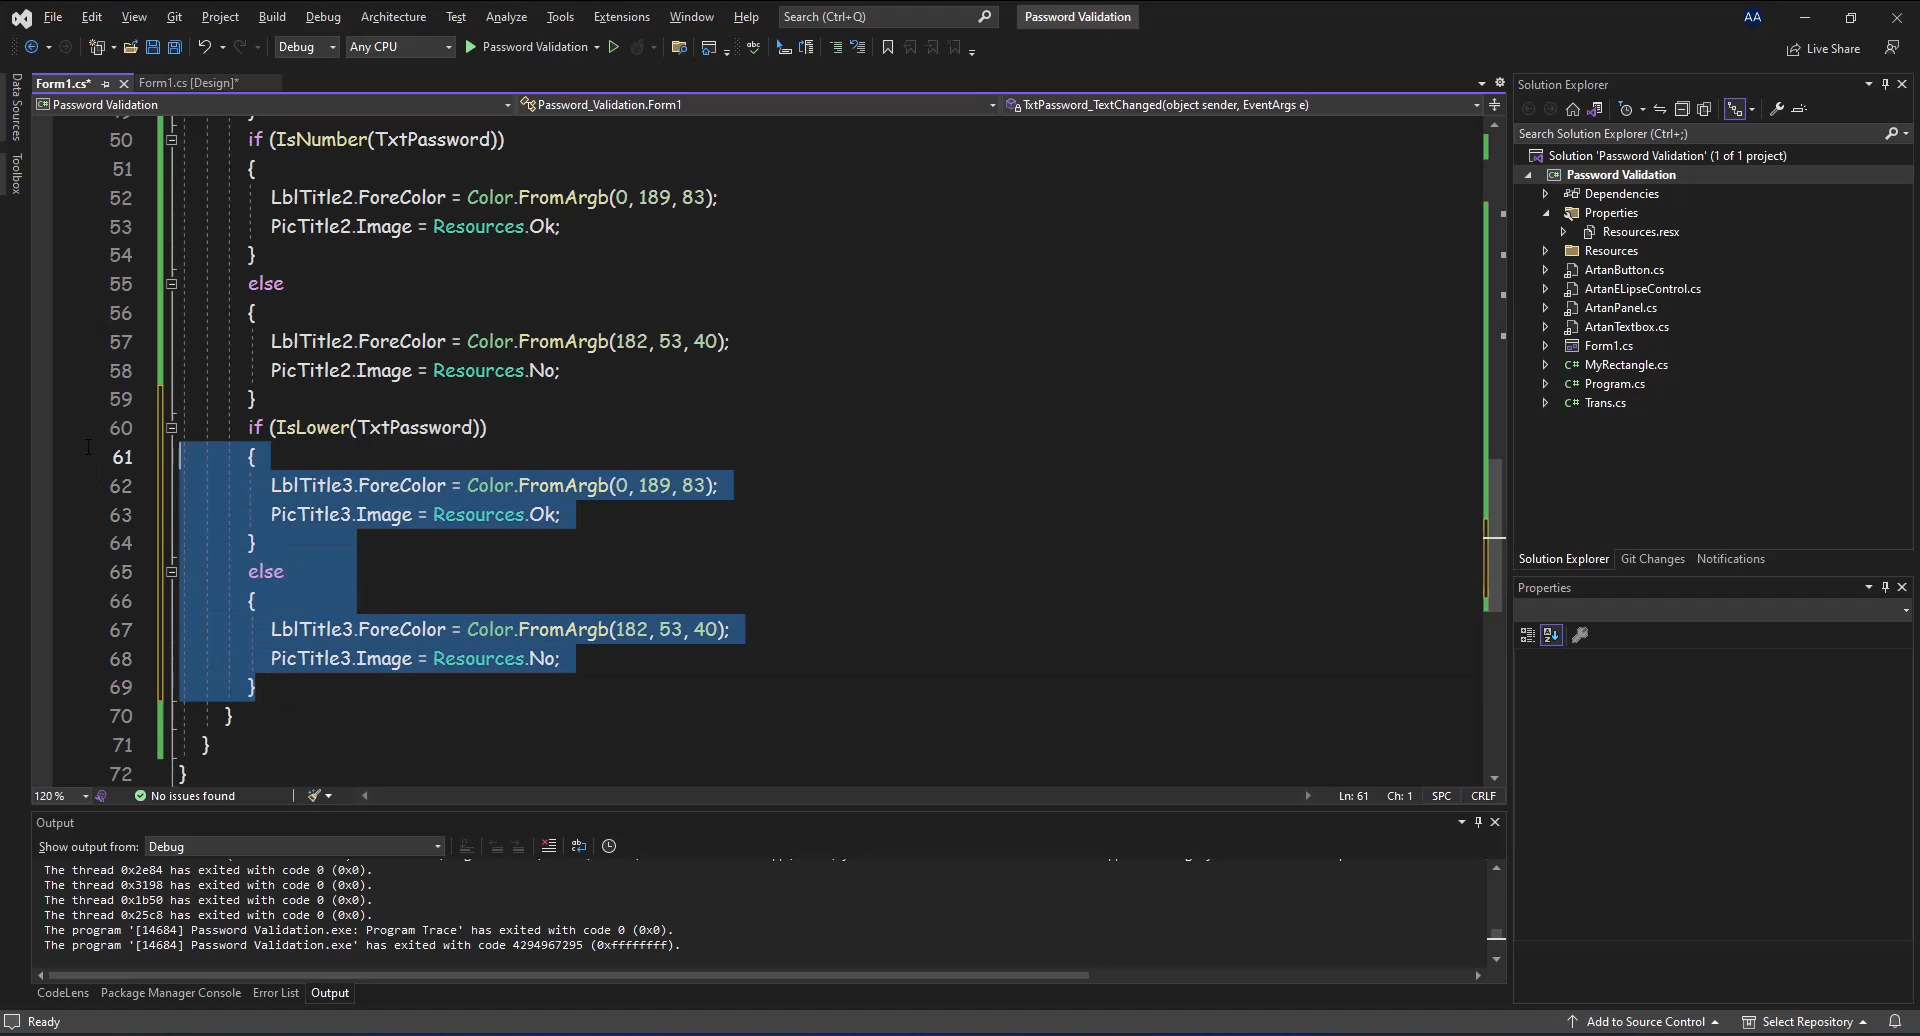 File Edit View Git Project Build Debug Architecture Test Analyze Tools Extensions Window Help Search (Ctrl+Q) Password Validation AA
Debug Any CPU Password Validation Live Share
Form1.cs* Form1.cs [Design]*
Password Validation Password_Validation.Form1 TxtPassword_TextChanged(object sender, EventArgs e)
Data Sources
Toolbox
50 if (IsNumber(TxtPassword))
51 {
52 LblTitle2.ForeColor = Color.FromArgb(0, 189, 83);
53 PicTitle2.Image = Resources.Ok;
54 }
55 else
56 {
57 LblTitle2.ForeColor = Color.FromArgb(182, 53, 40);
58 PicTitle2.Image = Resources.No;
59 }
60 if (IsLower(TxtPassword))
61 {
62 LblTitle3.ForeColor = Color.FromArgb(0, 189, 83);
63 PicTitle3.Image = Resources.Ok;
64 }
65 else
66 {
67 LblTitle3.ForeColor = Color.FromArgb(182, 53, 40);
68 PicTitle3.Image = Resources.No;
69 }
70 }
71 }
72 }
120 % No issues found Ln: 61 Ch: 1 SPC CRLF
Output
Show output from: Debug
The thread 0x2e84 has exited with code 0 (0x0).
The thread 0x3198 has exited with code 0 (0x0).
The thread 0x1b50 has exited with code 0 (0x0).
The thread 0x25c8 has exited with code 0 (0x0).
The program '[14684] Password Validation.exe: Program Trace' has exited with code 0 (0x0).
The program '[14684] Password Validation.exe' has exited with code 4294967295 (0xffffffff).
CodeLens Package Manager Console Error List Output
Solution Explorer
Search Solution Explorer (Ctrl+;)
Solution 'Password Validation' (1 of 1 project)
C# Password Validation
Dependencies
Properties
Resources.resx
Resources
ArtanButton.cs
ArtanELipseControl.cs
ArtanPanel.cs
ArtanTextbox.cs
Form1.cs
C# MyRectangle.cs
C# Program.cs
C# Trans.cs
Solution Explorer Git Changes Notifications
Properties
Ready Add to Source Control Select Repository